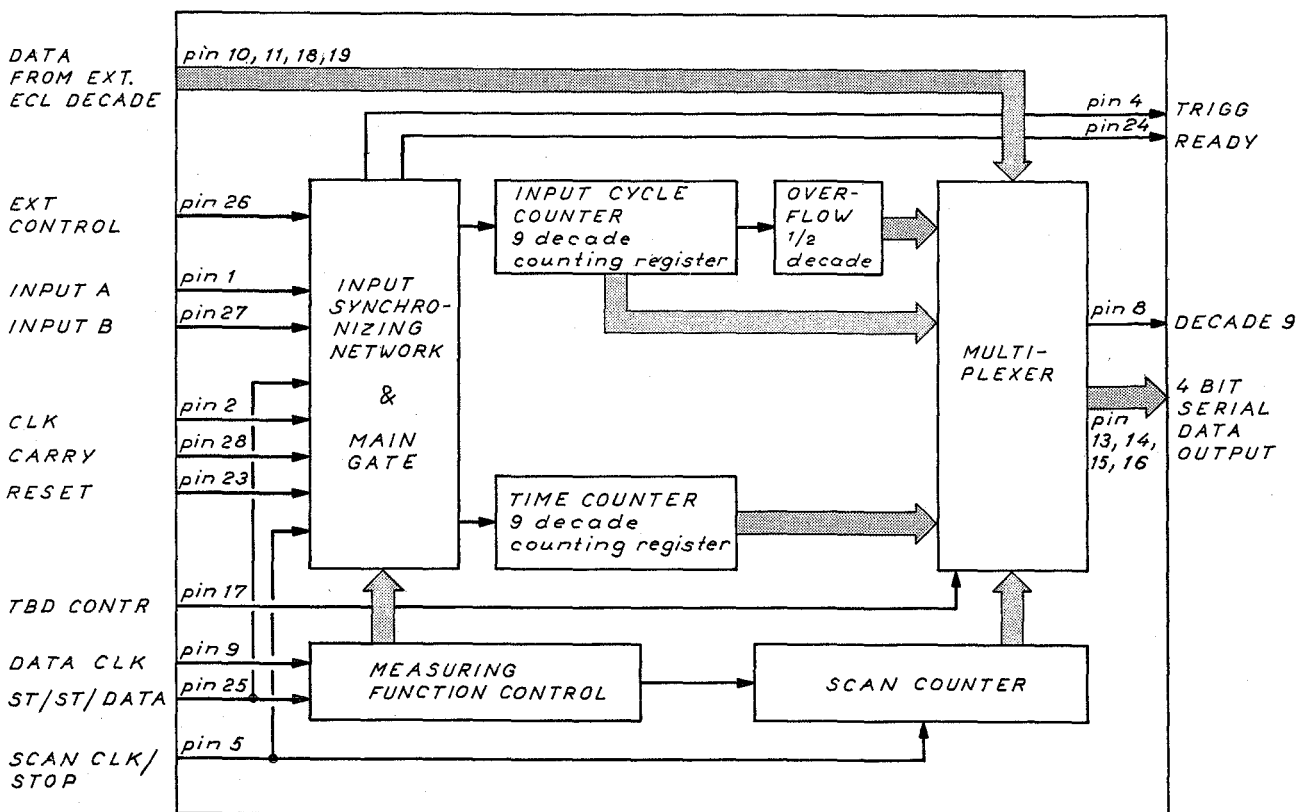 DATA
FROM EXT.
ECL DECADE
pin 10, 11, 18, 19
pin 4
TRIGG
pin 24
READY
EXT
CONTROL
pin 26
INPUT A
pin 1
INPUT B
pin 27
CLK
pin 2
CARRY
pin 28
RESET
pin 23
TBD CONTR
pin 17
DATA CLK
pin 9
ST/ST/DATA
pin 25
SCAN CLK/
STOP
pin 5
INPUT
SYNCHRO-
NIZING
NETWORK
&
MAIN
GATE
INPUT CYCLE
COUNTER
9 decade
counting register
OVER-
FLOW
1/2
decade
TIME COUNTER
9 decade
counting register
MEASURING
FUNCTION CONTROL
SCAN COUNTER
MULTI-
PLEXER
pin 8
DECADE 9
pin
13, 14,
15, 16
4 BIT
SERIAL
DATA
OUTPUT